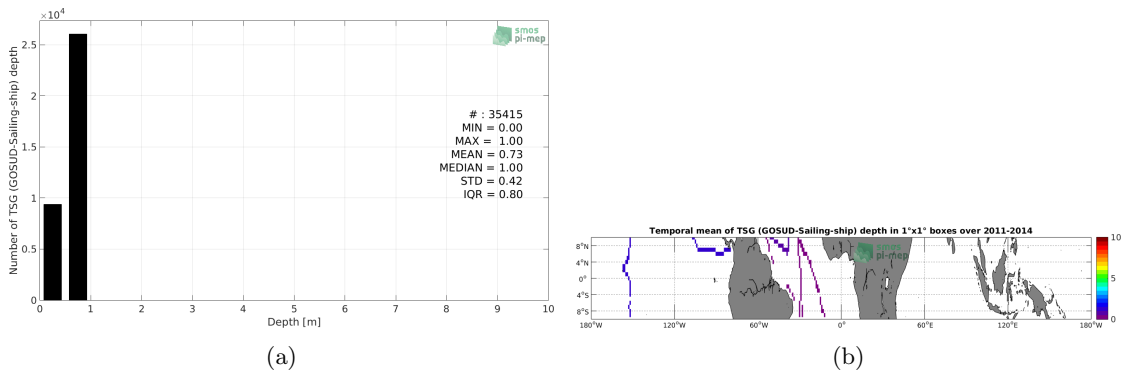 ×10⁴
2.5
2
1.5
1
0.5
0
Number of TSG (GOSUD-Sailing-ship) depth
smos
pi-mep
# : 35415
MIN = 0.00
MAX = 1.00
MEAN = 0.73
MEDIAN = 1.00
STD = 0.42
IQR = 0.80
0 1 2 3 4 5 6 7 8 9 10
Depth [m]
(a)
Temporal mean of TSG (GOSUD-Sailing-ship) depth in 1°x1° boxes over 2011-2014
smos
pi-mep
8°N
4°N
0°
4°S
8°S
180°W 120°W 60°W 0° 60°E 120°E 180°W
10
5
0
(b)